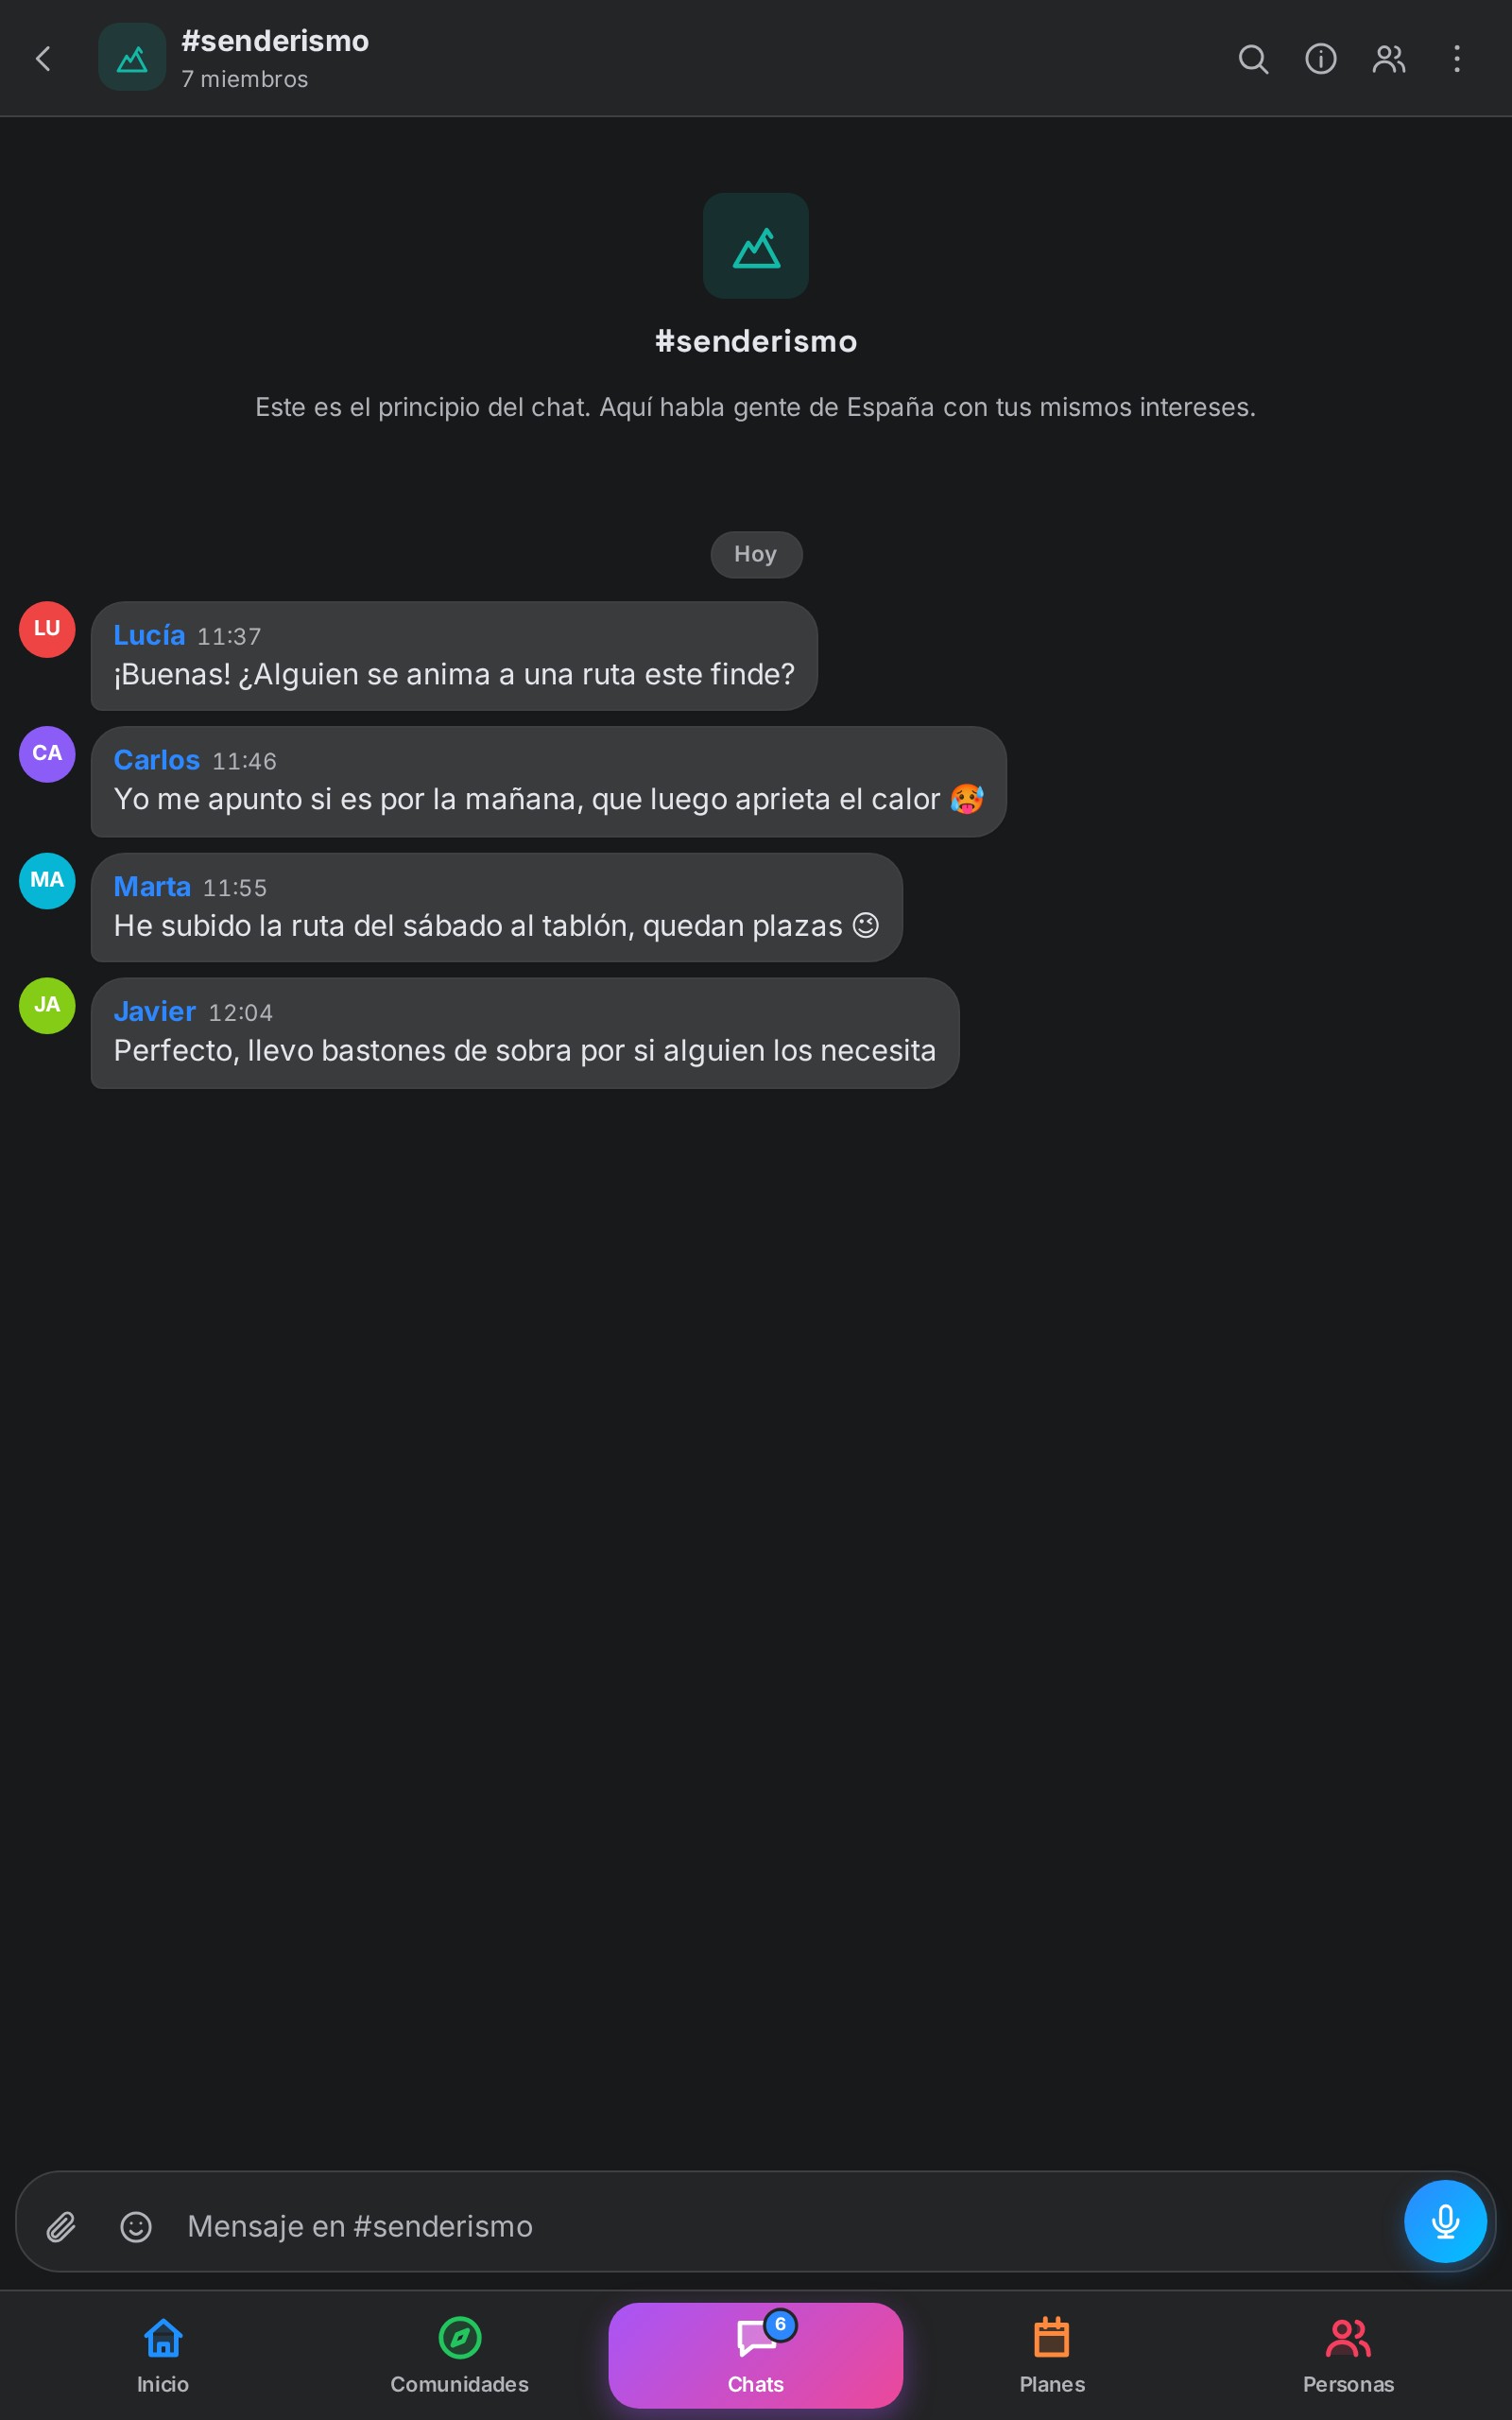 #senderismo
7 miembros
#senderismo
Este es el principio del chat. Aquí habla gente de España con tus mismos intereses.
Hoy
LU
Lucía 11:37
¡Buenas! ¿Alguien se anima a una ruta este finde?
CA
Carlos 11:46
Yo me apunto si es por la mañana, que luego aprieta el calor 🥵
MA
Marta 11:55
He subido la ruta del sábado al tablón, quedan plazas 😉
JA
Javier 12:04
Perfecto, llevo bastones de sobra por si alguien los necesita
Mensaje en #senderismo
6
Inicio
Comunidades
Chats
Planes
Personas